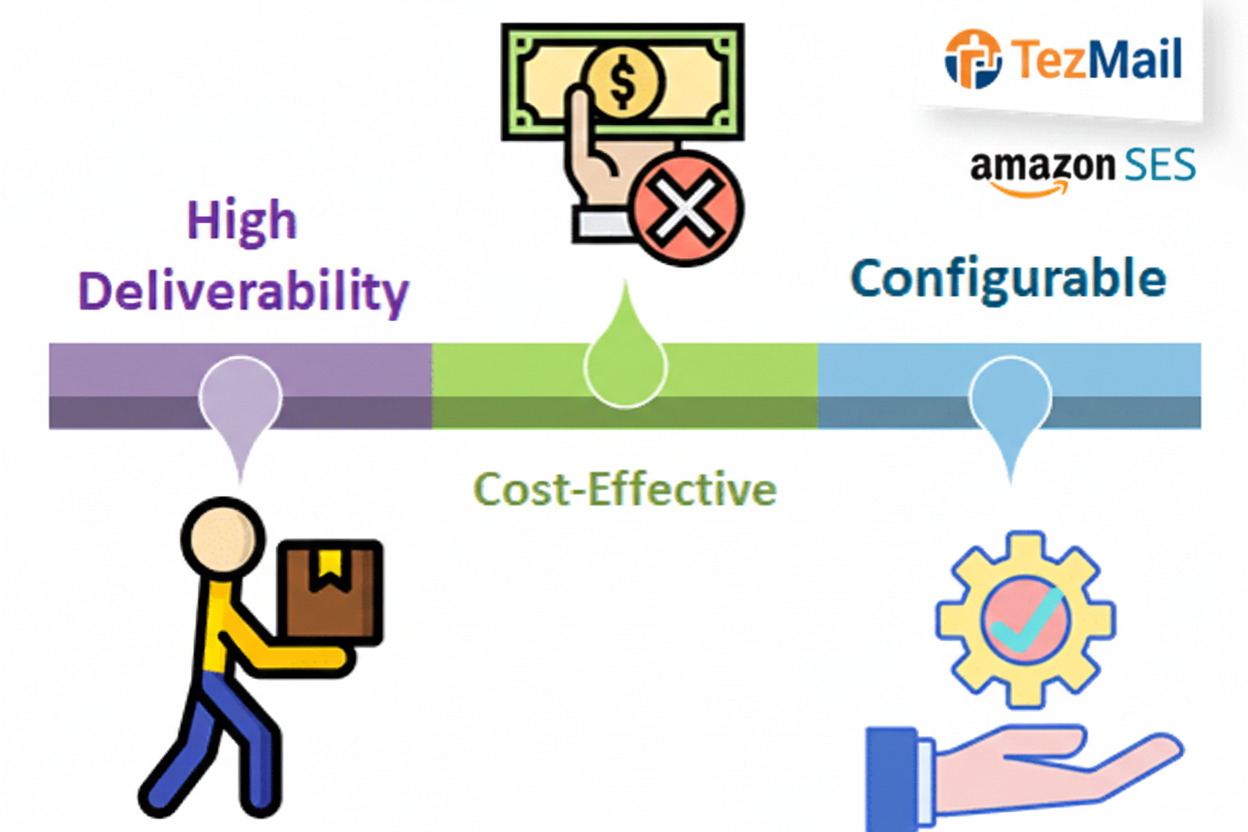 TezMail
amazon SES
High
Deliverability
Configurable
Cost-Effective
$